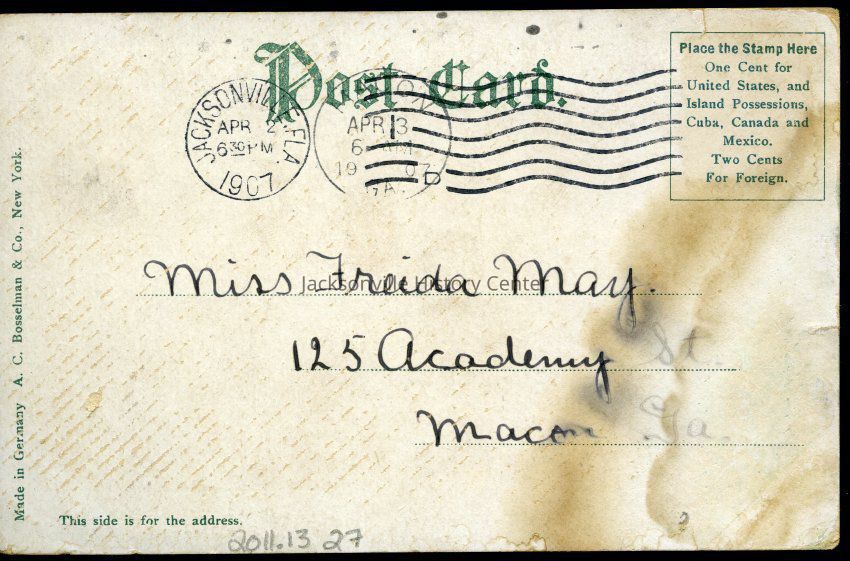 Post Card.
Place the Stamp Here
One Cent for
United States, and
Island Possessions,
Cuba, Canada and
Mexico.
Two Cents
For Foreign.
JACKSONVILLE, FLA.
APR 2
6 30 PM
1907
APR 3
6 AM
1907
GA.
D
Miss Freida May.
Jacksonville History Center
125 Academy St
Macon Ga.
Made in Germany A. C. Bosselman & Co., New York.
This side is for the address.
2011.13 27